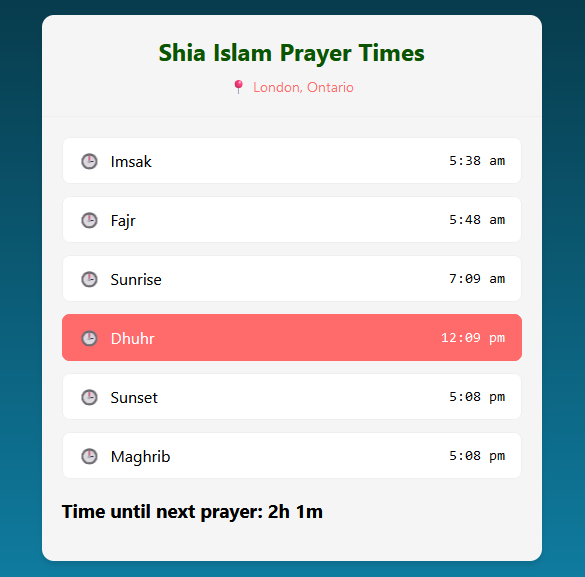 Shia Islam Prayer Times
London, Ontario
Imsak 5:38 am
Fajr 5:48 am
Sunrise 7:09 am
Dhuhr 12:09 pm
Sunset 5:08 pm
Maghrib 5:08 pm
Time until next prayer: 2h 1m